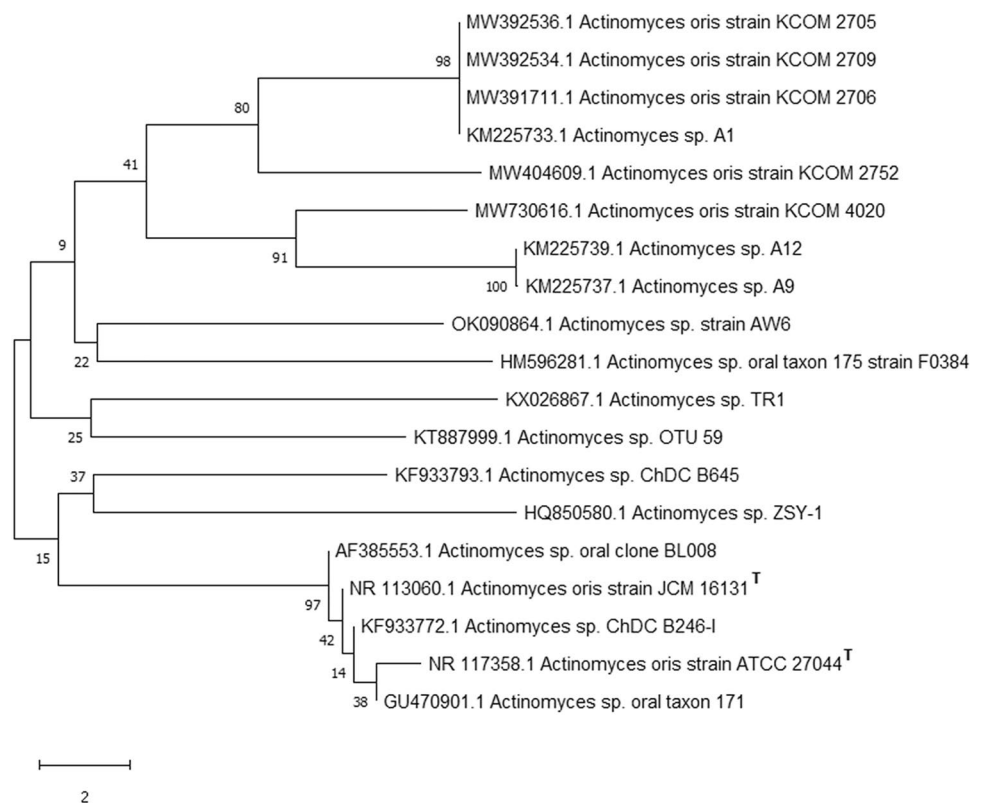 MW392536.1 Actinomyces oris strain KCOM 2705
98
MW392534.1 Actinomyces oris strain KCOM 2709
MW391711.1 Actinomyces oris strain KCOM 2706
80
KM225733.1 Actinomyces sp. A1
41
MW404609.1 Actinomyces oris strain KCOM 2752
MW730616.1 Actinomyces oris strain KCOM 4020
9
KM225739.1 Actinomyces sp. A12
91
100
KM225737.1 Actinomyces sp. A9
OK090864.1 Actinomyces sp. strain AW6
22
HM596281.1 Actinomyces sp. oral taxon 175 strain F0384
KX026867.1 Actinomyces sp. TR1
25
KT887999.1 Actinomyces sp. OTU 59
37
KF933793.1 Actinomyces sp. ChDC B645
HQ850580.1 Actinomyces sp. ZSY-1
15
AF385553.1 Actinomyces sp. oral clone BL008
NR 113060.1 Actinomyces oris strain JCM 16131 T
97
KF933772.1 Actinomyces sp. ChDC B246-I
42
NR 117358.1 Actinomyces oris strain ATCC 27044 T
14
38
GU470901.1 Actinomyces sp. oral taxon 171
2